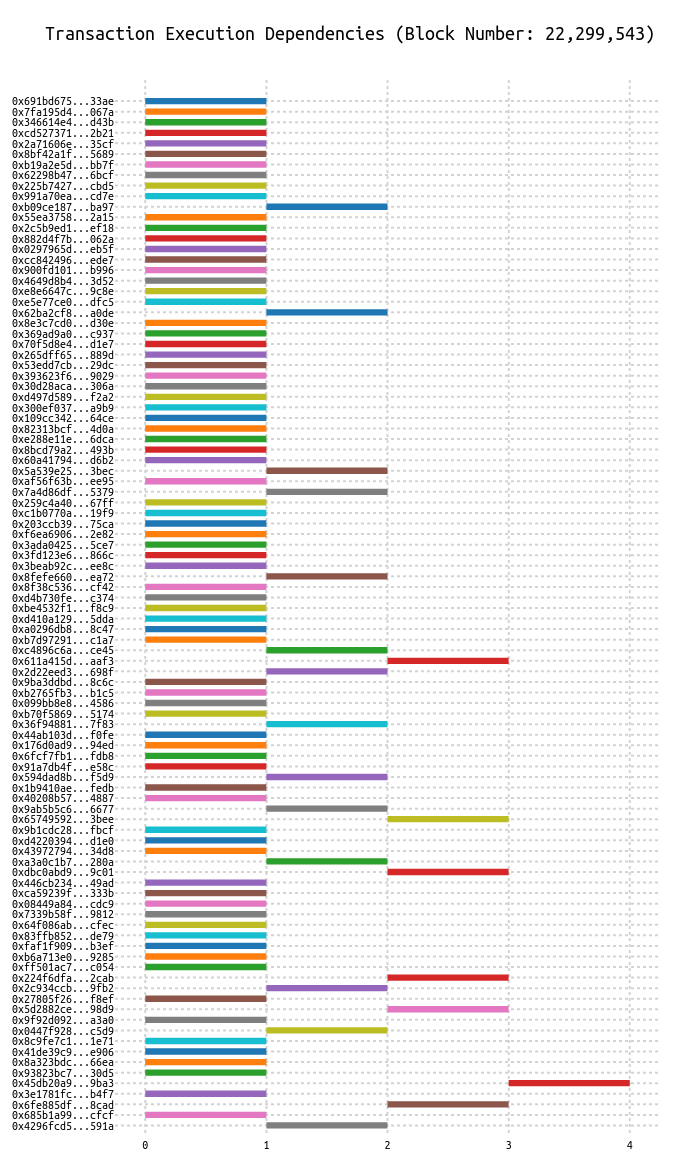 Transaction Execution Dependencies (Block Number: 22,299,543)
0x691bd675...33ae
0x7fa195d4...067a
0x346614e4...d43b
0xcd527371...2b21
0x2a71606e...35cf
0x8bf42a1f...5689
0xb19a2e5d...bb7f
0x62298b47...6bcf
0x225b7427...cbd5
0x991a70ea...cd7e
0xb09ce187...ba97
0x55ea3758...2a15
0x2c5b9ed1...ef18
0x882d4f7b...062a
0x0297965d...eb5f
0xcc842496...ede7
0x900fd101...b996
0x4649d8b4...3d52
0xe8e6647c...9c8e
0xe5e77ce0...dfc5
0x62ba2cf8...a0de
0x8e3c7cd0...d30e
0x369ad9a0...c937
0x70f5d8e4...d1e7
0x265dff65...889d
0x53edd7cb...29dc
0x393623f6...9029
0x30d28aca...306a
0xd497d589...f2a2
0x300ef037...a9b9
0x109cc342...64ce
0x82313bcf...4d0a
0xe288e11e...6dca
0x8bcd79a2...493b
0x60a41794...d6b2
0x5a539e25...3bec
0xaf56f63b...ee95
0x7a4d86df...5379
0x259c4a40...67ff
0xc1b0770a...19f9
0x203ccb39...75ca
0xf6ea6906...2e82
0x3ada0425...5ce7
0x3fd123e6...866c
0x3beab92c...ee8c
0x8fefe660...ea72
0x8f38c536...cf42
0xd4b730fe...c374
0xbe4532f1...f8c9
0xd410a129...5dda
0xa0296db8...8c47
0xb7d97291...c1a7
0xc4896c6a...ce45
0x611a415d...aaf3
0x2d22eed3...698f
0x9ba3ddbd...8c6c
0xb2765fb3...b1c5
0x099bb8e8...4586
0xb70f5869...5174
0x36f94881...7f83
0x44ab103d...f0fe
0x176d0ad9...94ed
0x6fcf7fb1...fdb8
0x91a7db4f...e58c
0x594dad8b...f5d9
0x1b9410ae...fedb
0x40208b57...4887
0x9ab5b5c6...6677
0x65749592...3bee
0x9b1cdc28...fbcf
0xd4220394...d1e0
0x43972794...34d8
0xa3a0c1b7...280a
0xdbc0abd9...9c01
0x446cb234...49ad
0xca59239f...333b
0x08449a84...cdc9
0x7339b58f...9812
0x64f086ab...cfec
0x83ffb852...de79
0xfaf1f909...b3ef
0xb6a713e0...9285
0xff501ac7...c054
0x224f6dfa...2cab
0x2c934ccb...9fb2
0x27805f26...f8ef
0x5d2882ce...98d9
0x9f92d092...a3a0
0x0447f928...c5d9
0x8c9fe7c1...1e71
0x41de39c9...e906
0x8a323bdc...66ea
0x93823bc7...30d5
0x45db20a9...9ba3
0x3e1781fc...b4f7
0x6fe885df...8cad
0x685b1a99...cfcf
0x4296fcd5...591a
0 1 2 3 4